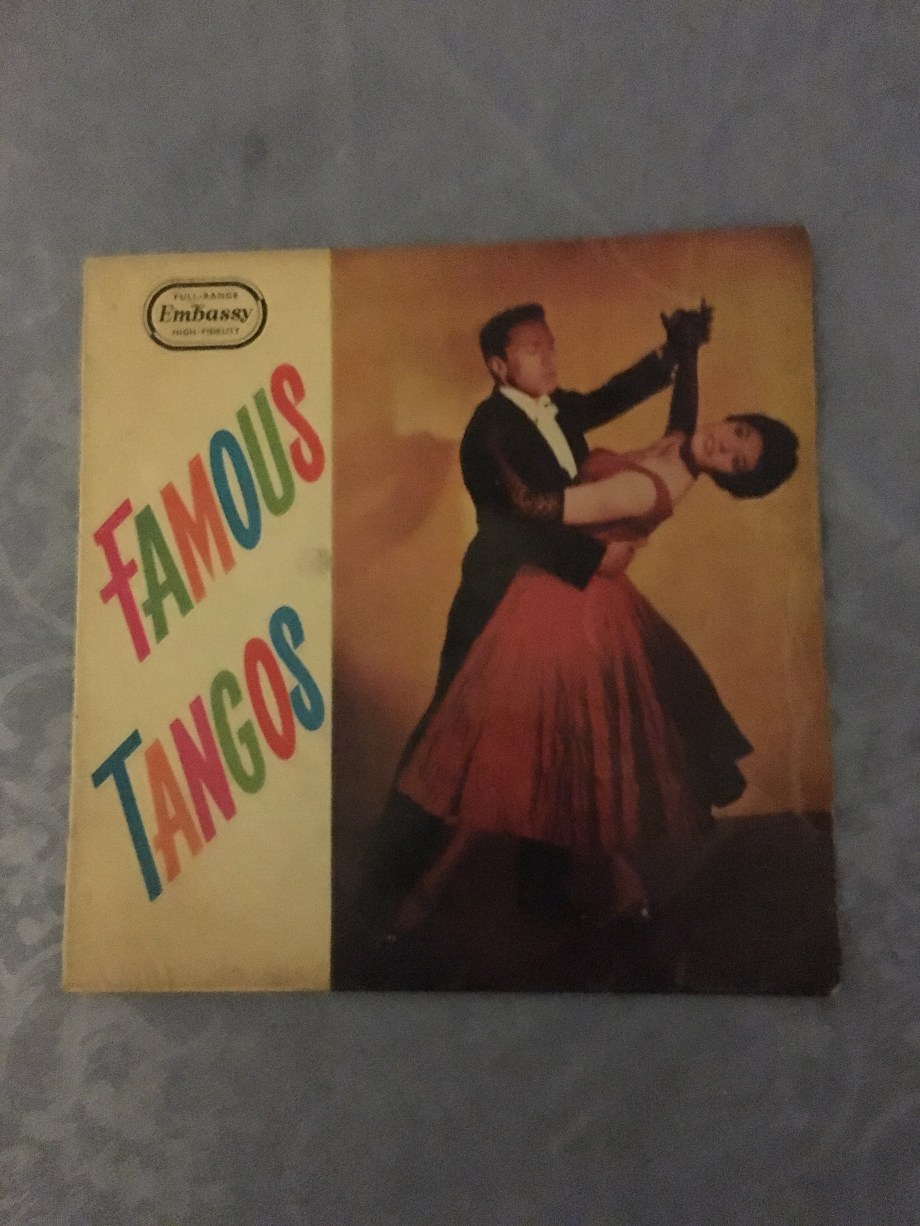 FULL-RANGE
Embassy
HIGH-FIDELITY
FAMOUS
TANGOS